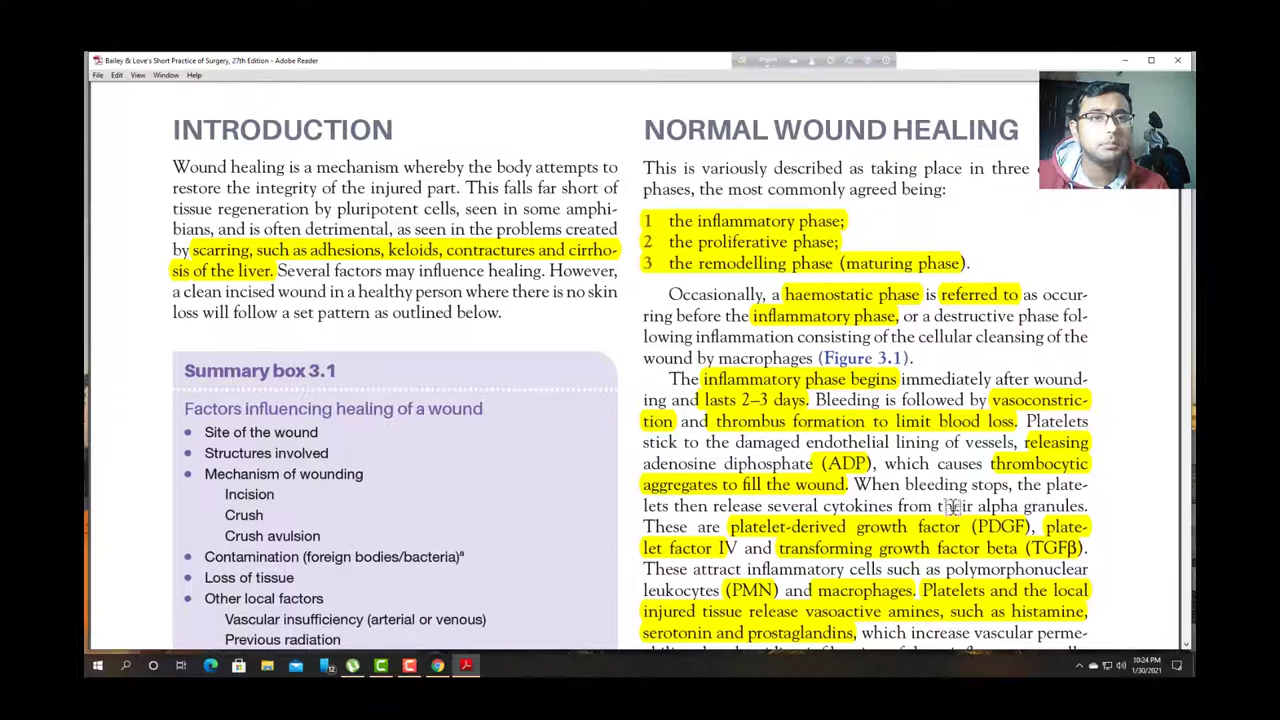 Bailey & Love's Short Practice of Surgery, 27th Edition - Adobe Reader
File Edit View Window Help
INTRODUCTION
Wound healing is a mechanism whereby the body attempts to
restore the integrity of the injured part. This falls far short of
tissue regeneration by pluripotent cells, seen in some amphi-
bians, and is often detrimental, as seen in the problems created
by scarring, such as adhesions, keloids, contractures and cirrho-
sis of the liver. Several factors may influence healing. However,
a clean incised wound in a healthy person where there is no skin
loss will follow a set pattern as outlined below.
Summary box 3.1
Factors influencing healing of a wound
● Site of the wound
● Structures involved
● Mechanism of wounding
Incision
Crush
Crush avulsion
● Contamination (foreign bodies/bacteria)ᵃ
● Loss of tissue
● Other local factors
Vascular insufficiency (arterial or venous)
Previous radiation
NORMAL WOUND HEALING
This is variously described as taking place in three
phases, the most commonly agreed being:
1 the inflammatory phase;
2 the proliferative phase;
3 the remodelling phase (maturing phase).
Occasionally, a haemostatic phase is referred to as occur-
ring before the inflammatory phase, or a destructive phase fol-
lowing inflammation consisting of the cellular cleansing of the
wound by macrophages (Figure 3.1).
The inflammatory phase begins immediately after wound-
ing and lasts 2–3 days. Bleeding is followed by vasoconstric-
tion and thrombus formation to limit blood loss. Platelets
stick to the damaged endothelial lining of vessels, releasing
adenosine diphosphate (ADP), which causes thrombocytic
aggregates to fill the wound. When bleeding stops, the plate-
lets then release several cytokines from their alpha granules.
These are platelet-derived growth factor (PDGF), plate-
let factor IV and transforming growth factor beta (TGFβ).
These attract inflammatory cells such as polymorphonuclear
leukocytes (PMN) and macrophages. Platelets and the local
injured tissue release vasoactive amines, such as histamine,
serotonin and prostaglandins, which increase vascular perme-
10:24 PM
1/30/2021